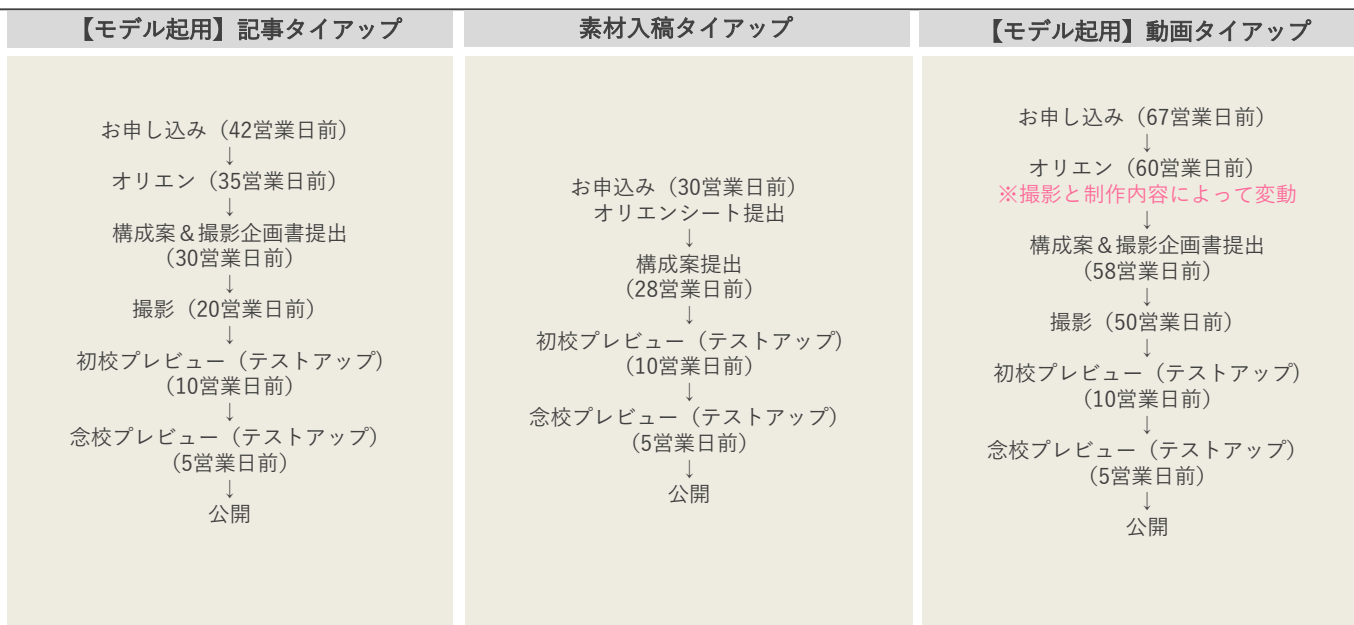 【モデル起用】記事タイアップ
お申し込み（42営業日前）
↓
オリエン（35営業日前）
↓
構成案＆撮影企画書提出
（30営業日前）
↓
撮影（20営業日前）
↓
初校プレビュー（テストアップ）
（10営業日前）
↓
念校プレビュー（テストアップ）
（5営業日前）
↓
公開
素材入稿タイアップ
お申込み（30営業日前）
オリエンシート提出
↓
構成案提出
（28営業日前）
↓
初校プレビュー（テストアップ）
（10営業日前）
↓
念校プレビュー（テストアップ）
（5営業日前）
↓
公開
【モデル起用】動画タイアップ
お申し込み（67営業日前）
↓
オリエン（60営業日前）
※撮影と制作内容によって変動
↓
構成案＆撮影企画書提出
（58営業日前）
↓
撮影（50営業日前）
↓
初校プレビュー（テストアップ）
（10営業日前）
↓
念校プレビュー（テストアップ）
（5営業日前）
↓
公開